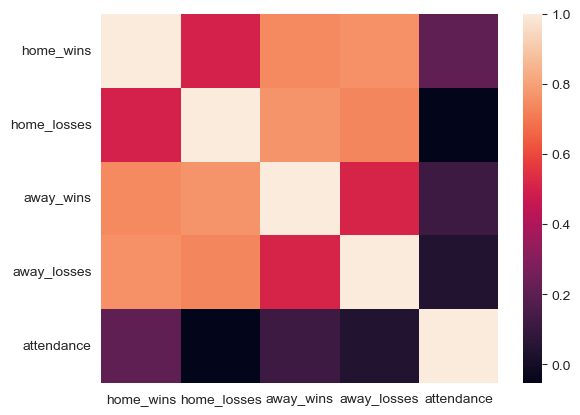 home_wins
home_losses
away_wins
away_losses
attendance
home_wins home_losses away_wins away_losses attendance
1.0
0.8
0.6
0.4
0.2
0.0